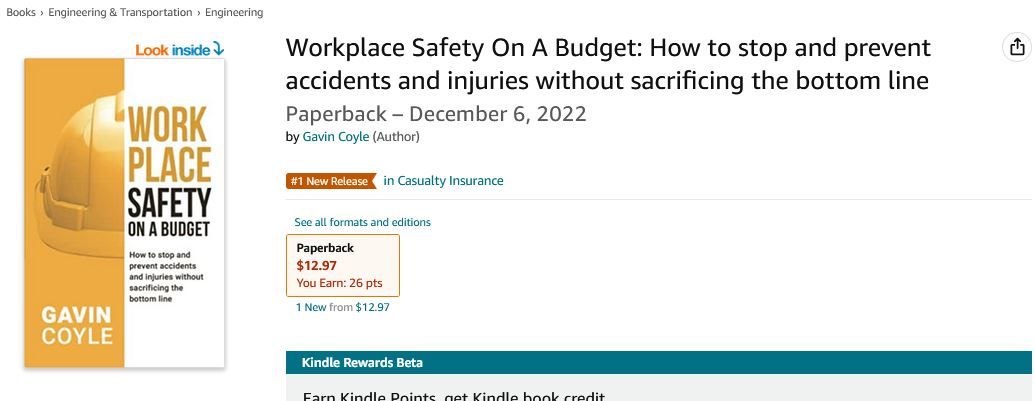 Books › Engineering & Transportation › Engineering
Look inside
WORK
PLACE
SAFETY
ON A BUDGET
How to stop and
prevent accidents
and injuries without
sacrificing the
bottom line
GAVIN
COYLE
Workplace Safety On A Budget: How to stop and prevent
accidents and injuries without sacrificing the bottom line
Paperback – December 6, 2022
by Gavin Coyle (Author)
#1 New Release in Casualty Insurance
See all formats and editions
Paperback
$12.97
You Earn: 26 pts
1 New from $12.97
Kindle Rewards Beta
Earn Kindle Points, get Kindle book credit